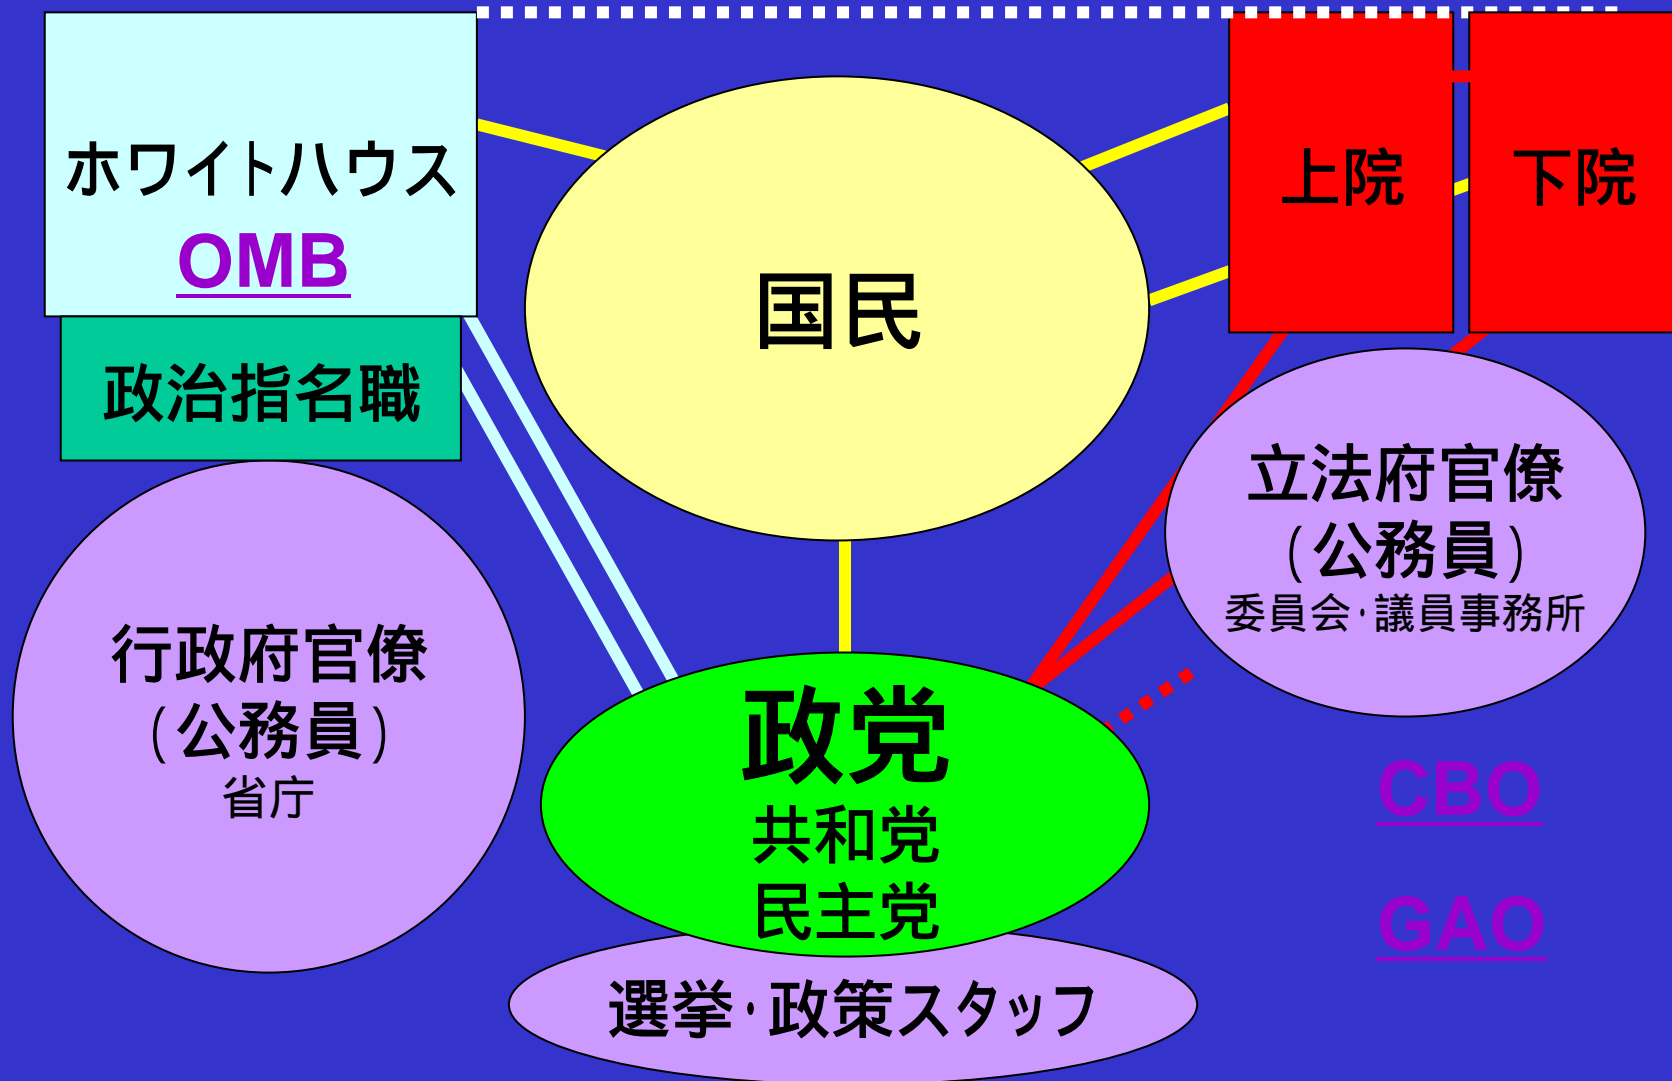 ホワイトハウス
OMB
政治指名職
行政府官僚
(公務員)
省庁
国民
政党
共和党
民主党
選挙・政策スタッフ
上院
下院
立法府官僚
(公務員)
委員会・議員事務所
CBO
GAO